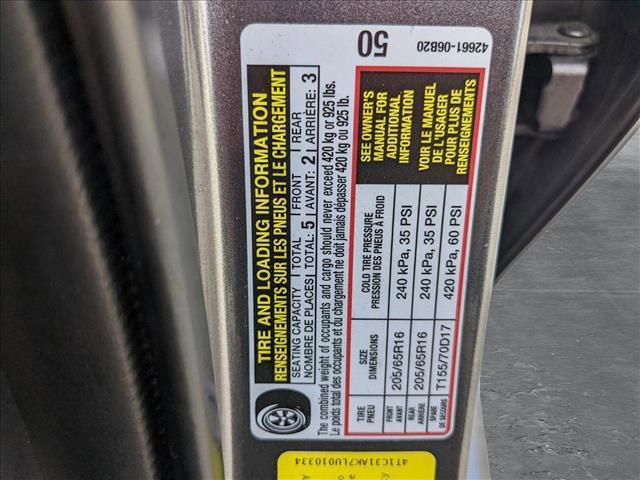 TIRE AND LOADING INFORMATION
RENSEIGNEMENTS SUR LES PNEUS ET LE CHARGEMENT
SEATING CAPACITY TOTAL FRONT REAR
NOMBRE DE PLACES TOTAL: 5 AVANT: 2 ARRIÈRE: 3
The combined weight of occupants and cargo should never exceed 420 kg or 925 lbs.
Le poids total des occupants et du chargement ne doit jamais dépasser 420 kg ou 925 lb.
TIRE PNEU
SIZE DIMENSIONS
COLD TIRE PRESSURE
PRESSION DES PNEUS À FROID
FRONT AVANT 205/65R16 240 kPa, 35 PSI
REAR ARRIÈRE 205/65R16 240 kPa, 35 PSI
SPARE DE SECOURS T155/70D17 420 kPa, 60 PSI
SEE OWNER'S
MANUAL FOR
ADDITIONAL
INFORMATION
VOIR LE MANUEL
DE L'USAGER
POUR PLUS DE
RENSEIGNEMENTS
50
42661-06B20
4T1C31AK7LU010334